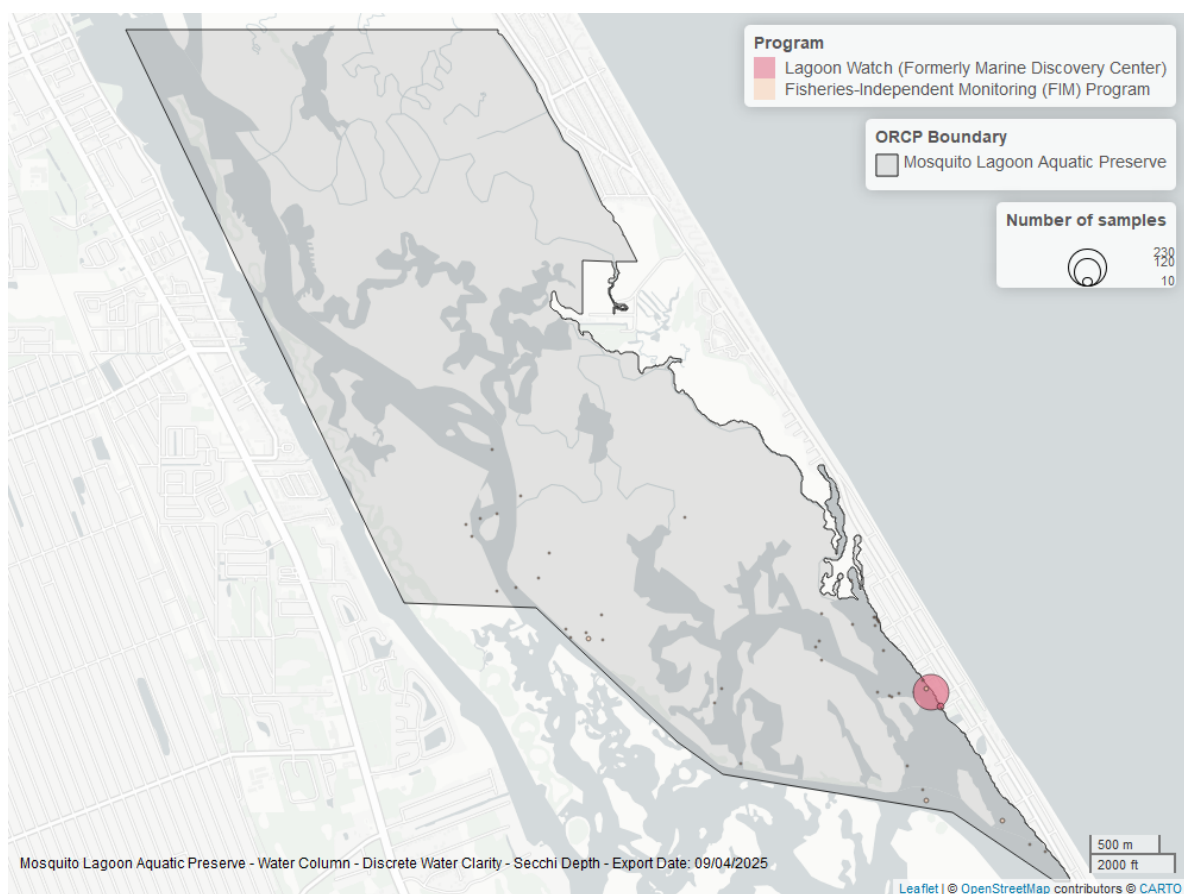 Program
Lagoon Watch (Formerly Marine Discovery Center)
Fisheries-Independent Monitoring (FIM) Program
ORCP Boundary
Mosquito Lagoon Aquatic Preserve
Number of samples
230
120
10
500 m
2000 ft
Mosquito Lagoon Aquatic Preserve - Water Column - Discrete Water Clarity - Secchi Depth - Export Date: 09/04/2025
Leaflet | © OpenStreetMap contributors © CARTO